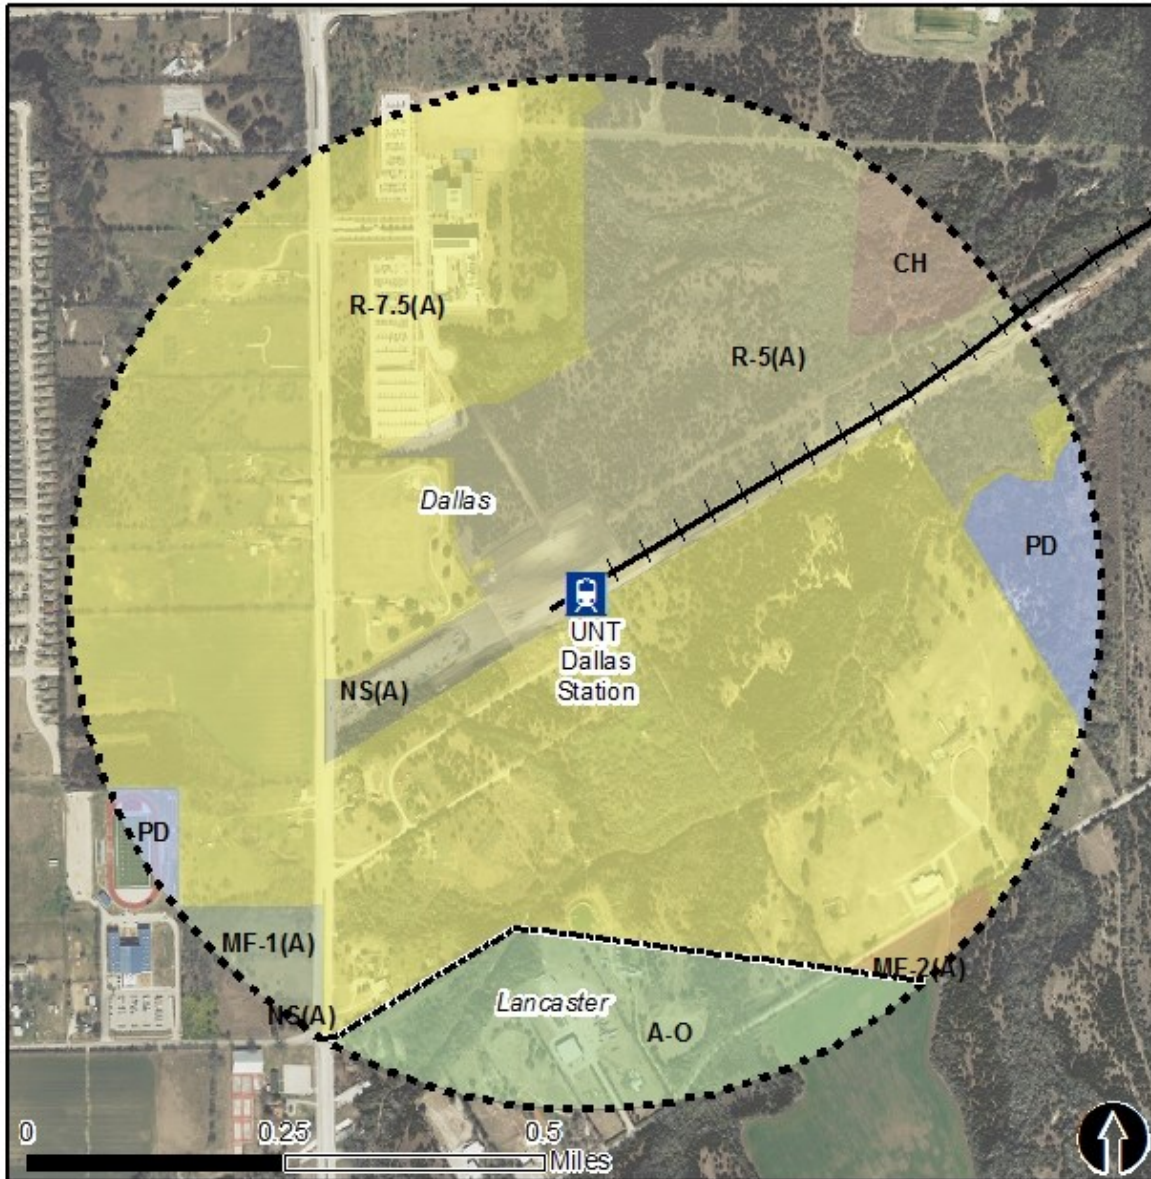 CH
R-7.5(A)
R-5(A)
Dallas
PD
UNT
Dallas
Station
NS(A)
PD
MF-1(A)
MF-2(A)
NS(A)
Lancaster
A-O
0
0.25
0.5
Miles